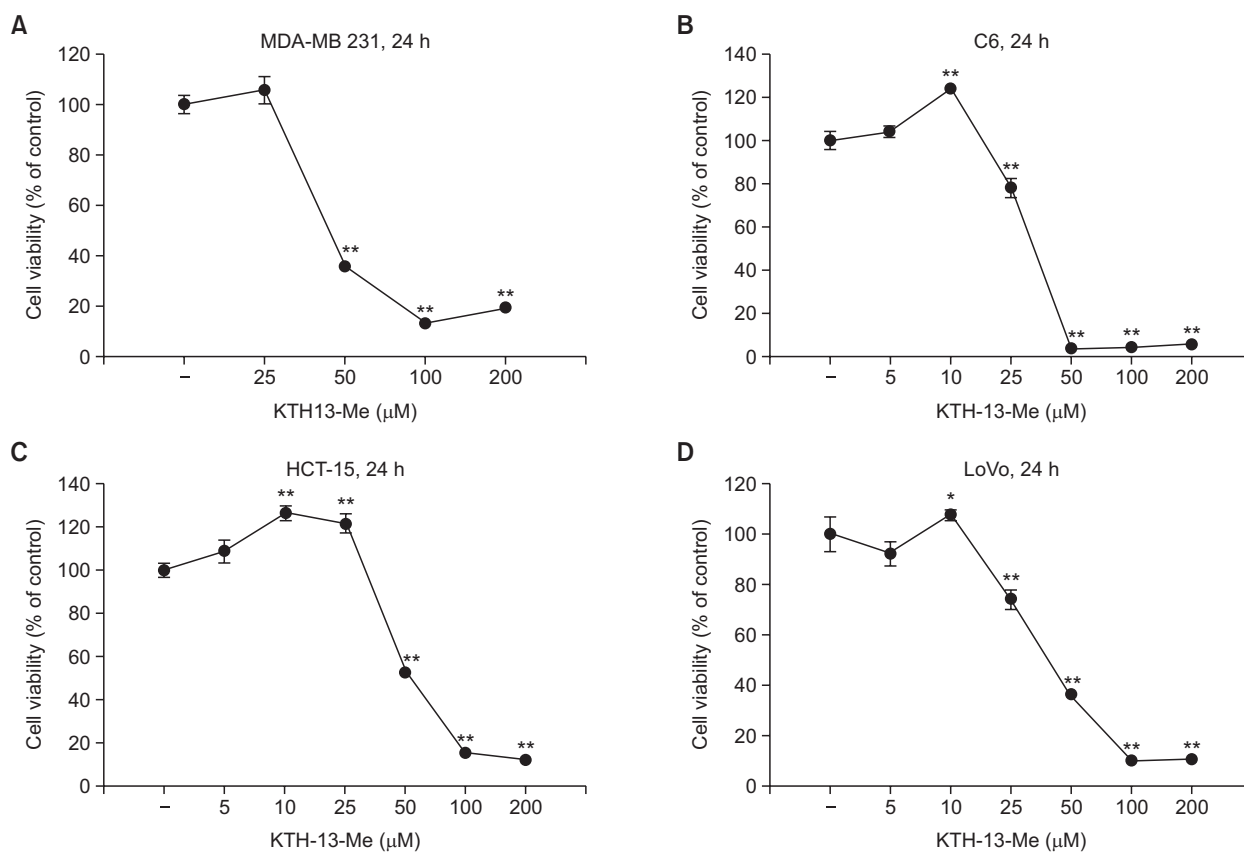 A
MDA-MB 231, 24 h
Cell viability (% of control)
120
100
80
60
40
20
0
**
**
**
– 25 50 100 200
KTH13-Me (μM)
B
C6, 24 h
Cell viability (% of control)
140
120
100
80
60
40
20
0
**
**
**
**
**
– 5 10 25 50 100 200
KTH-13-Me (μM)
C
HCT-15, 24 h
Cell viability (% of control)
140
120
100
80
60
40
20
0
**
**
**
**
**
– 5 10 25 50 100 200
KTH-13-Me (μM)
D
LoVo, 24 h
Cell viability (% of control)
120
100
80
60
40
20
0
*
**
**
**
**
– 5 10 25 50 100 200
KTH-13-Me (μM)